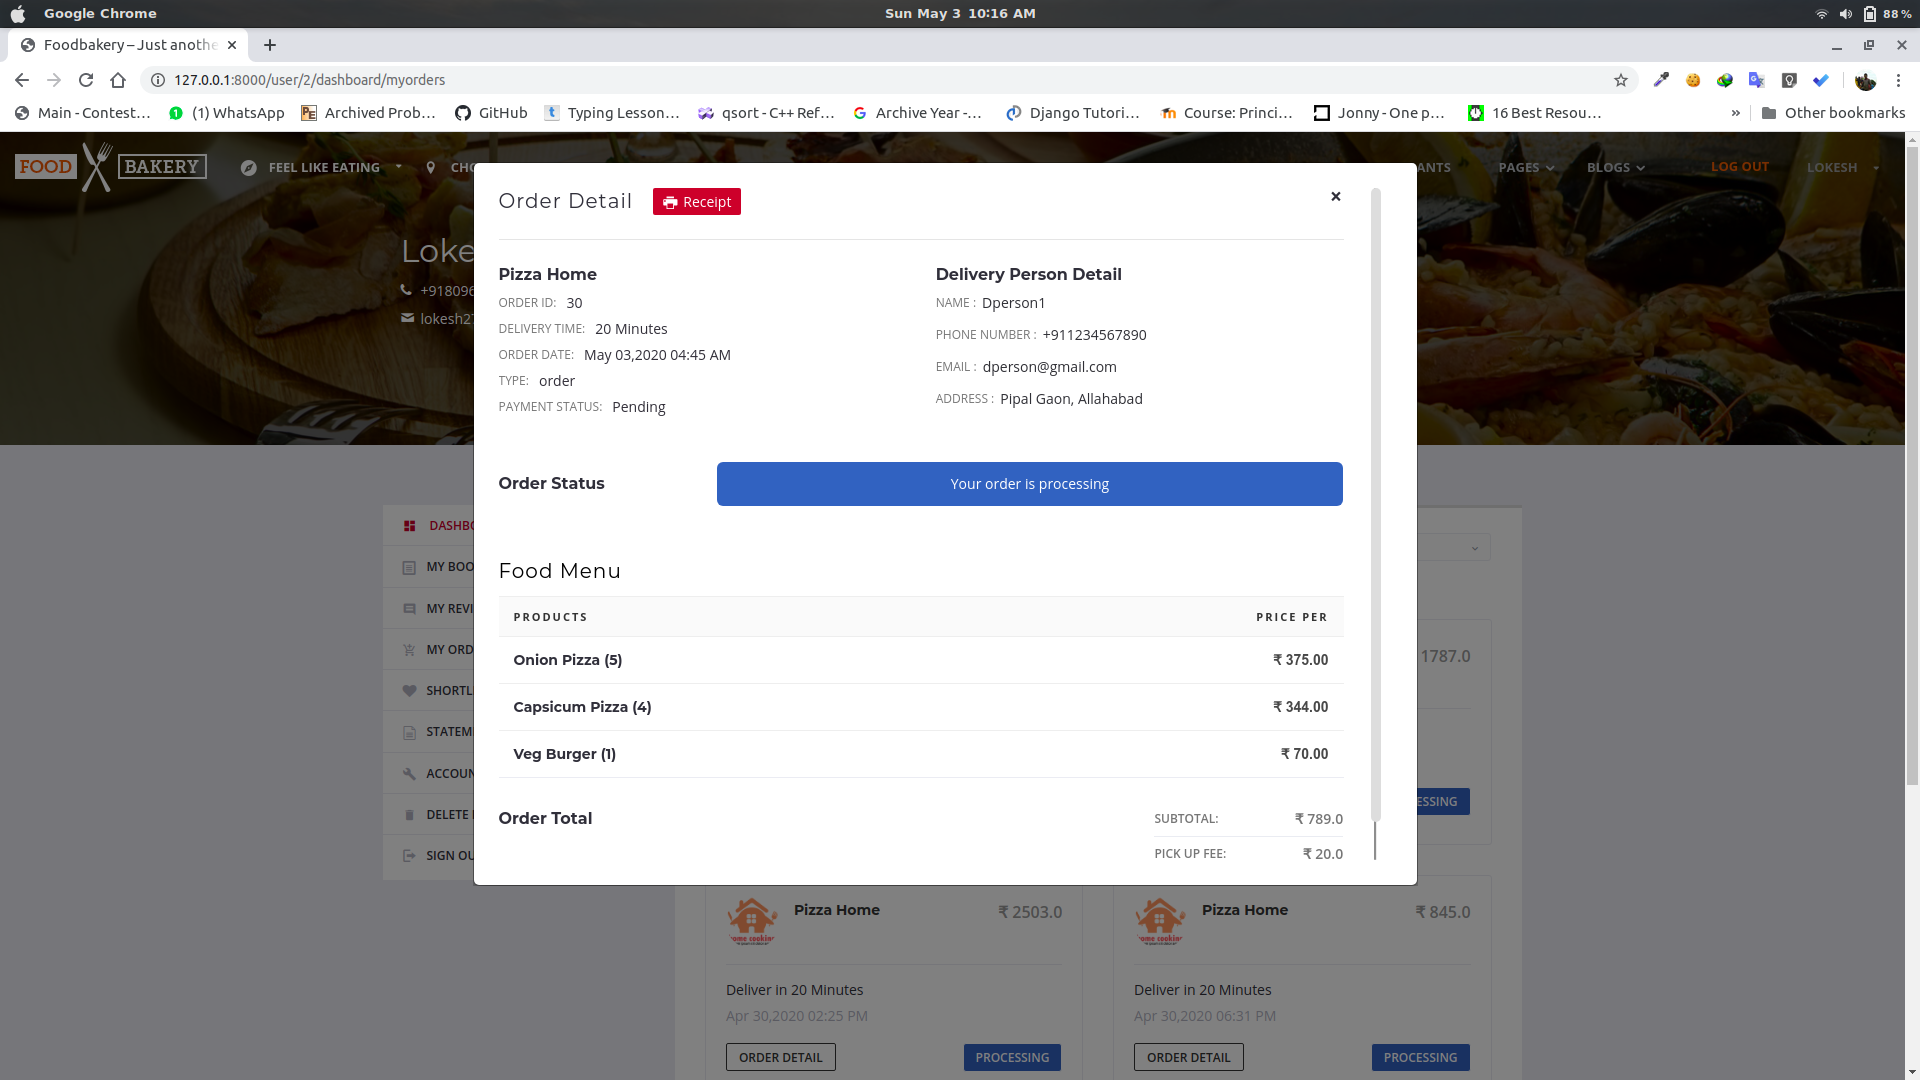 Google Chrome
Sun May 3 10:16 AM
88%
Foodbakery – Just anothe
127.0.0.1:8000/user/2/dashboard/myorders
Main - Contest...
(1) WhatsApp
Archived Prob...
GitHub
Typing Lesson...
qsort - C++ Ref...
Archive Year -...
Django Tutori...
Course: Princi...
Jonny - One p...
16 Best Resou...
»
Other bookmarks
FOOD BAKERY
FEEL LIKE EATING
PAGES
BLOGS
LOG OUT
LOKESH
Order Detail
Receipt
×
Pizza Home
ORDER ID: 30
DELIVERY TIME: 20 Minutes
ORDER DATE: May 03,2020 04:45 AM
TYPE: order
PAYMENT STATUS: Pending
Delivery Person Detail
NAME : Dperson1
PHONE NUMBER : +911234567890
EMAIL : dperson@gmail.com
ADDRESS : Pipal Gaon, Allahabad
Order Status
Your order is processing
Food Menu
PRODUCTS PRICE PER
Onion Pizza (5) ₹ 375.00
Capsicum Pizza (4) ₹ 344.00
Veg Burger (1) ₹ 70.00
Order Total
SUBTOTAL: ₹ 789.0
PICK UP FEE: ₹ 20.0
Loke
+918096
lokesh2
DASHBO
MY BOO
MY REVI
MY ORD
SHORTL
STATEM
ACCOUN
DELETE
SIGN OU
1787.0
ESSING
Pizza Home ₹ 2503.0
Deliver in 20 Minutes
Apr 30,2020 02:25 PM
ORDER DETAIL PROCESSING
Pizza Home ₹ 845.0
Deliver in 20 Minutes
Apr 30,2020 06:31 PM
ORDER DETAIL PROCESSING